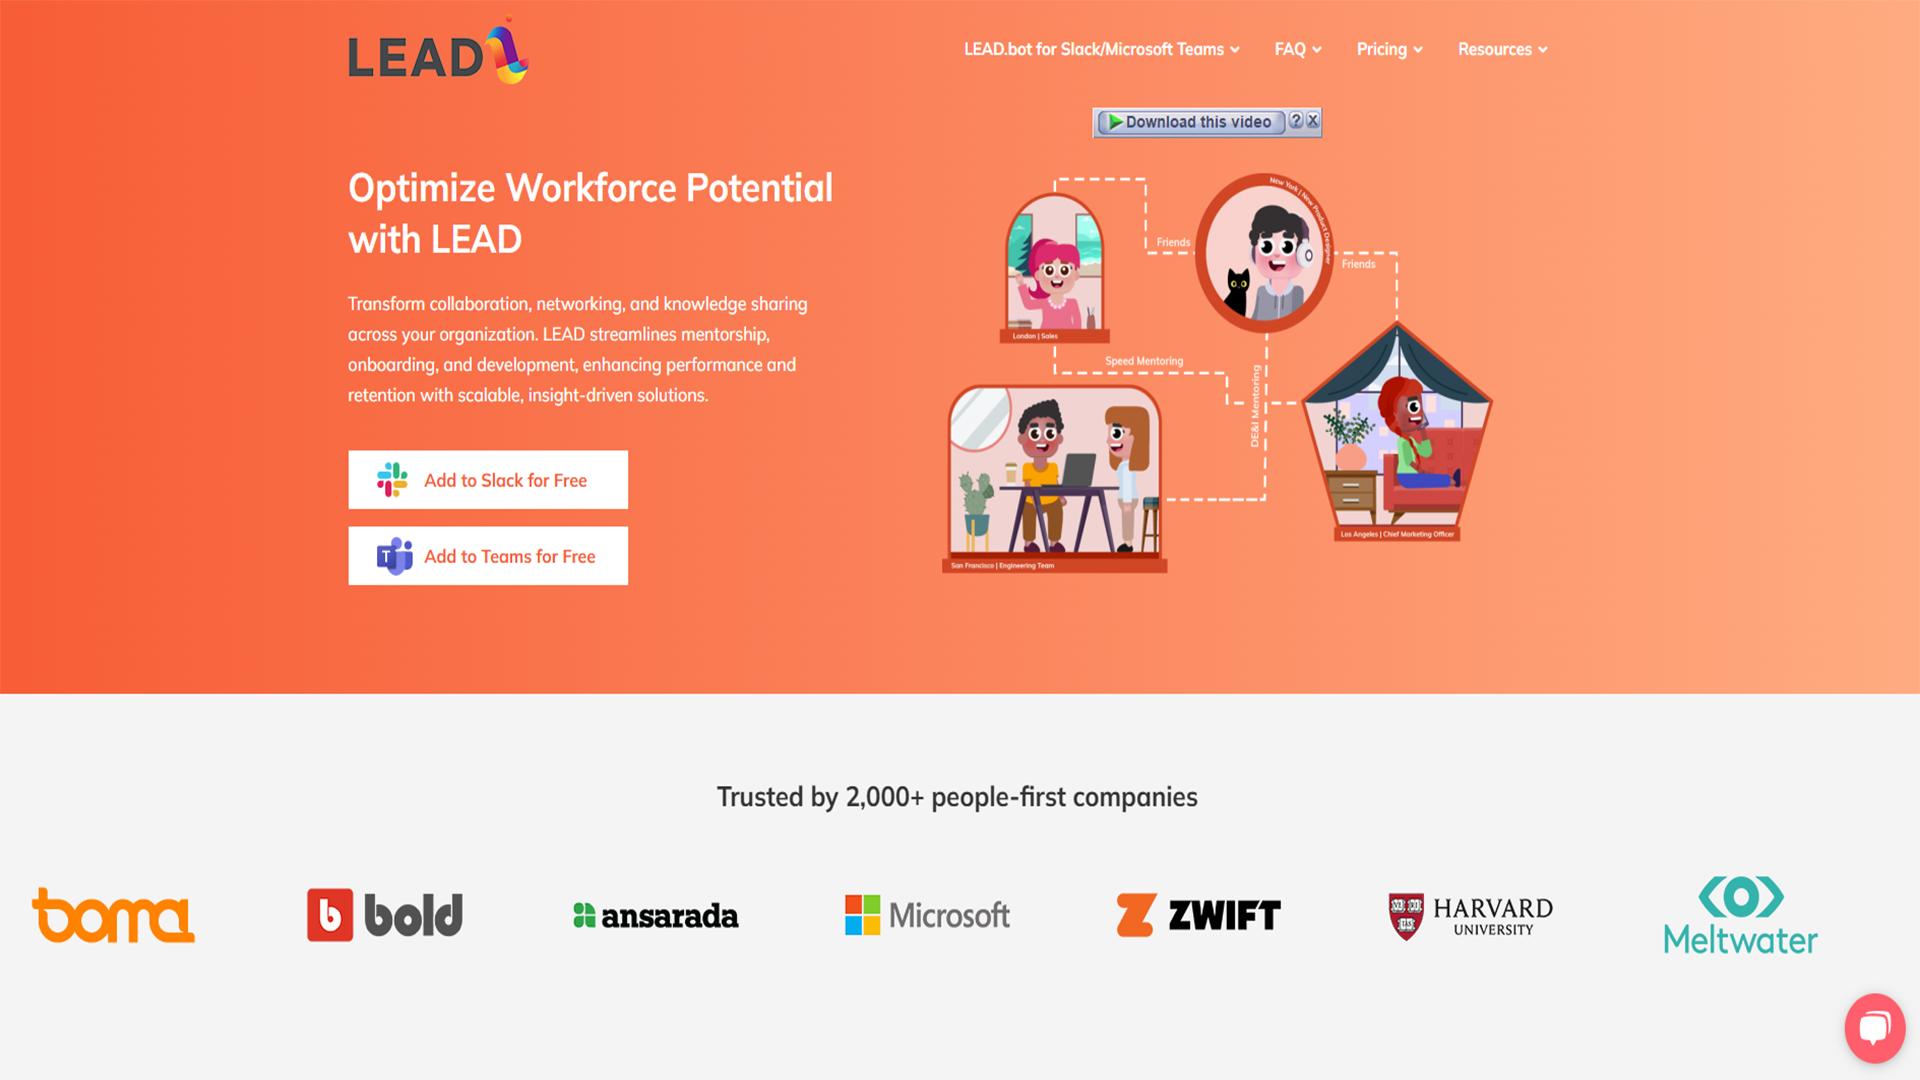 LEAD
LEAD.bot for Slack/Microsoft Teams
FAQ
Pricing
Resources
Download this video
?
X
Optimize Workforce Potential
with LEAD
Transform collaboration, networking, and knowledge sharing
across your organization. LEAD streamlines mentorship,
onboarding, and development, enhancing performance and
retention with scalable, insight-driven solutions.
Add to Slack for Free
T
Add to Teams for Free
New York | New Product Designer
Friends
Friends
London | Sales
Speed Mentoring
DE&I Mentoring
Los Angeles | Chief Marketing Officer
San Francisco | Engineering Team
Trusted by 2,000+ people-first companies
boma
b bold
ansarada
Microsoft
Z ZWIFT
HARVARD
UNIVERSITY
Meltwater